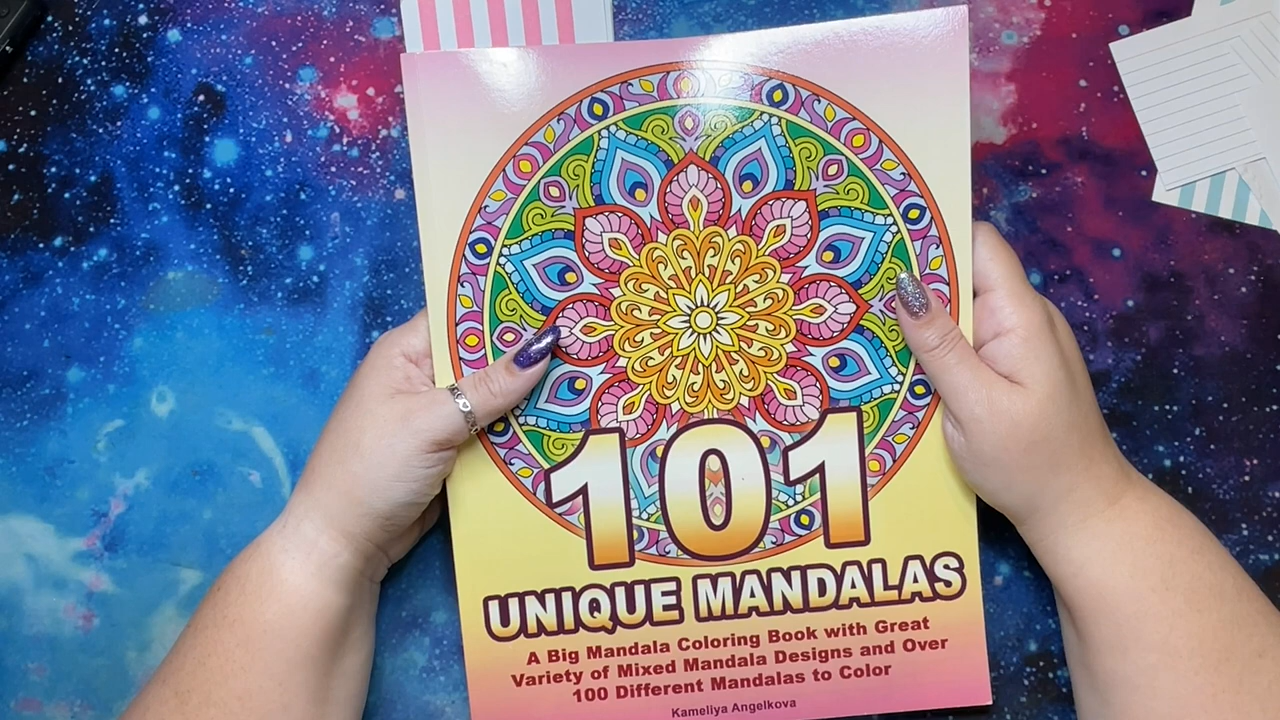 101
UNIQUE MANDALAS
A Big Mandala Coloring Book with Great
Variety of Mixed Mandala Designs and Over
100 Different Mandalas to Color
Kameliya Angelkova